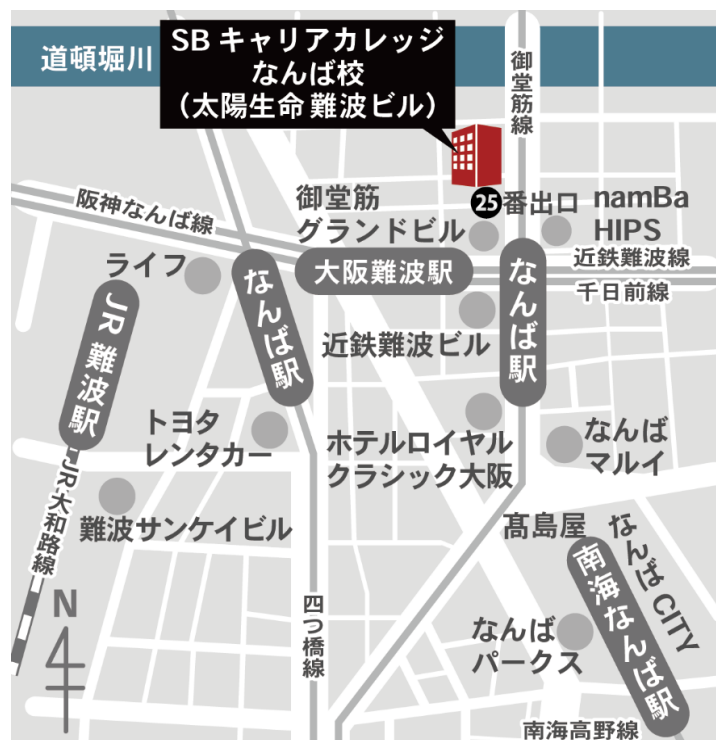 道頓堀川
SB キャリアカレッジ
なんば校
（太陽生命 難波ビル）
御堂筋線
阪神なんば線
御堂筋
グランドビル
25番出口
namBa
HIPS
ライフ
なんば駅
大阪難波駅
なんば駅
近鉄難波線
千日前線
JR 難波駅
近鉄難波ビル
トヨタ
レンタカー
ホテルロイヤル
クラシック大阪
なんば
マルイ
JR大和路線
難波サンケイビル
髙島屋
なんばCITY
南海なんば駅
N
四つ橋線
なんば
パークス
南海高野線